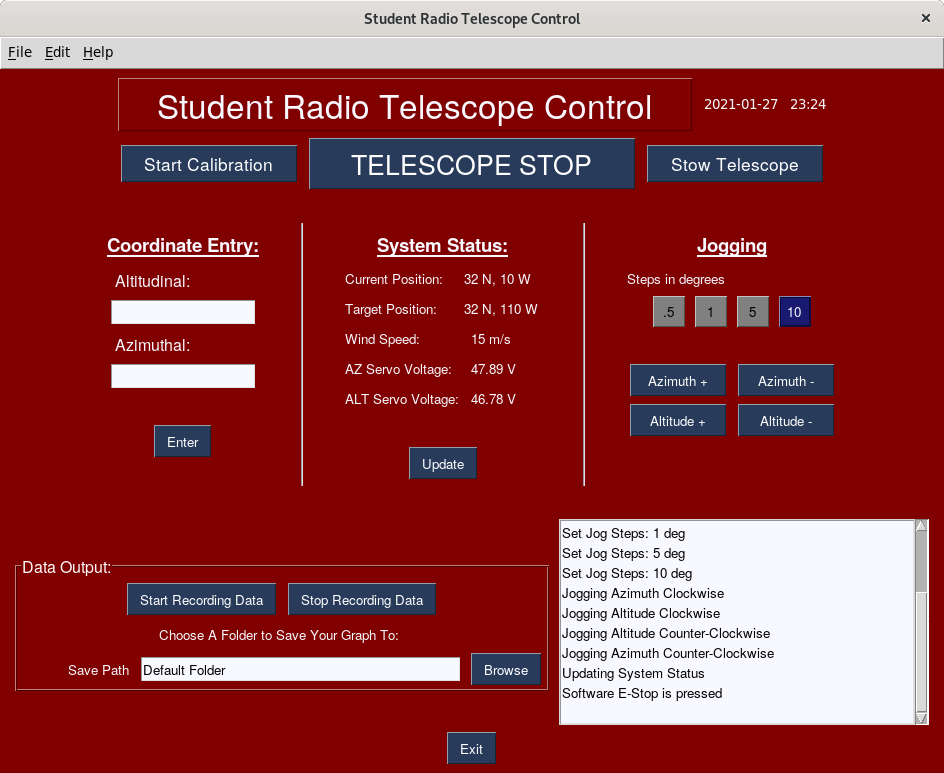 Student Radio Telescope Control
File Edit Help
Student Radio Telescope Control
2021-01-27 23:24
Start Calibration
TELESCOPE STOP
Stow Telescope
Coordinate Entry:
Altitudinal:
Azimuthal:
Enter
System Status:
Current Position: 32 N, 10 W
Target Position: 32 N, 110 W
Wind Speed: 15 m/s
AZ Servo Voltage: 47.89 V
ALT Servo Voltage: 46.78 V
Update
Jogging
Steps in degrees
.5 1 5 10
Azimuth + Azimuth -
Altitude + Altitude -
Data Output:
Start Recording Data Stop Recording Data
Choose A Folder to Save Your Graph To:
Save Path Default Folder Browse
Set Jog Steps: 1 deg
Set Jog Steps: 5 deg
Set Jog Steps: 10 deg
Jogging Azimuth Clockwise
Jogging Altitude Clockwise
Jogging Altitude Counter-Clockwise
Jogging Azimuth Counter-Clockwise
Updating System Status
Software E-Stop is pressed
Exit